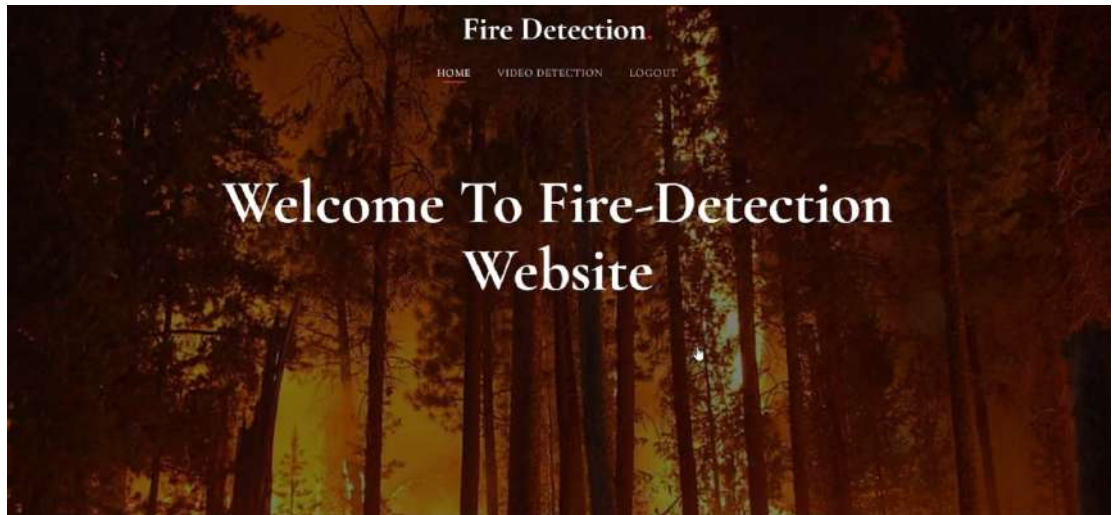 Fire Detection.
HOME VIDEO DETECTION LOGOUT
Welcome To Fire-Detection
Website